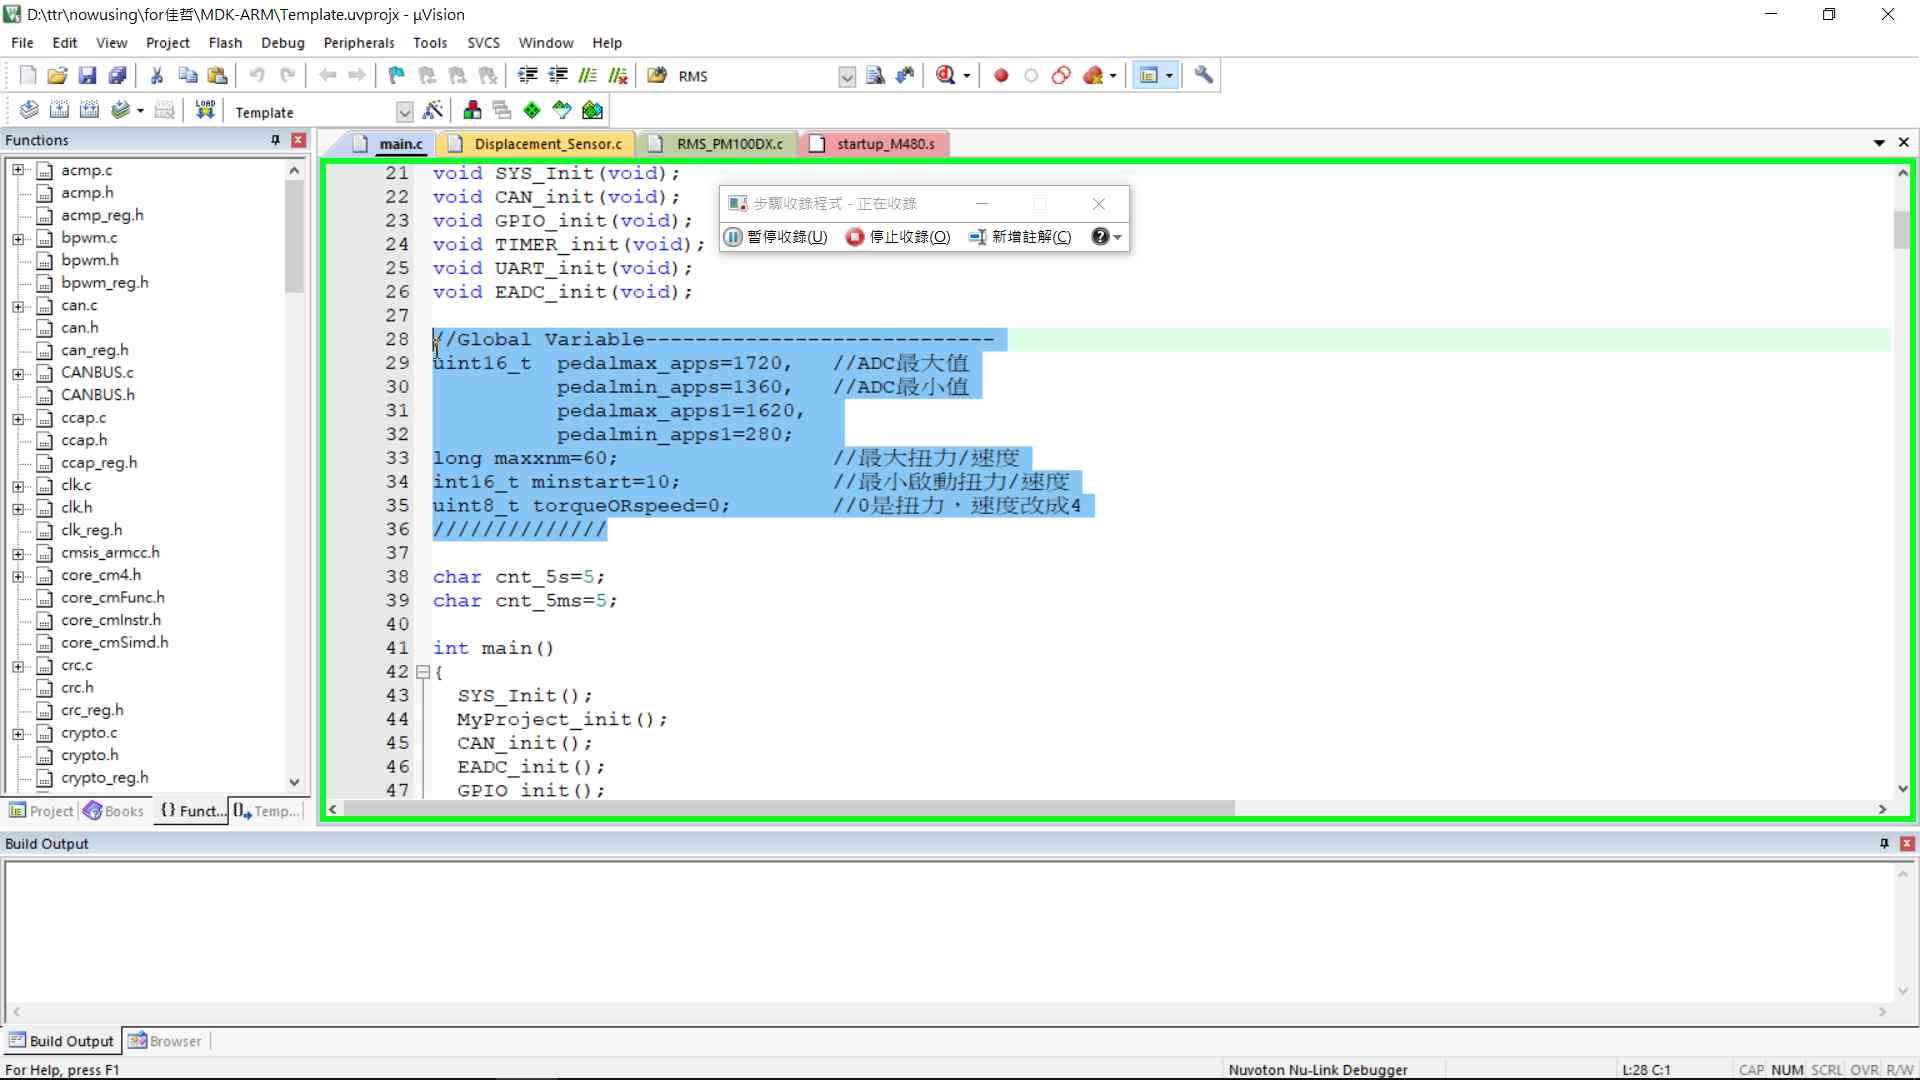 D:\ttr\nowusing\for佳哲\MDK-ARM\Template.uvprojx - µVision
File Edit View Project Flash Debug Peripherals Tools SVCS Window Help
RMS
LOAD Template
Functions
main.c Displacement_Sensor.c RMS_PM100DX.c startup_M480.s
acmp.c
acmp.h
acmp_reg.h
bpwm.c
bpwm.h
bpwm_reg.h
can.c
can.h
can_reg.h
CANBUS.c
CANBUS.h
ccap.c
ccap.h
ccap_reg.h
clk.c
clk.h
clk_reg.h
cmsis_armcc.h
core_cm4.h
core_cmFunc.h
core_cmInstr.h
core_cmSimd.h
crc.c
crc.h
crc_reg.h
crypto.c
crypto.h
crypto_reg.h
Project Books {} Funct... Temp...
21 void SYS_Init(void);
22 void CAN_init(void);
23 void GPIO_init(void);
24 void TIMER_init(void);
25 void UART_init(void);
26 void EADC_init(void);
27
28 //Global Variable----------------------------
29 uint16_t  pedalmax_apps=1720,   //ADC最大值
30           pedalmin_apps=1360,   //ADC最小值
31           pedalmax_apps1=1620,
32           pedalmin_apps1=280;
33 long maxxnm=60;                 //最大扭力/速度
34 int16_t minstart=10;            //最小啟動扭力/速度
35 uint8_t torqueORspeed=0;        //0是扭力，速度改成4
36 //////////////
37
38 char cnt_5s=5;
39 char cnt_5ms=5;
40
41 int main()
42 {
43   SYS_Init();
44   MyProject_init();
45   CAN_init();
46   EADC_init();
47   GPIO_init();
步驟收錄程式 - 正在收錄
暫停收錄(U) 停止收錄(O) 新增註解(C)
Build Output
Build Output Browser
For Help, press F1 Nuvoton Nu-Link Debugger L:28 C:1 CAP NUM SCRL OVR R/W